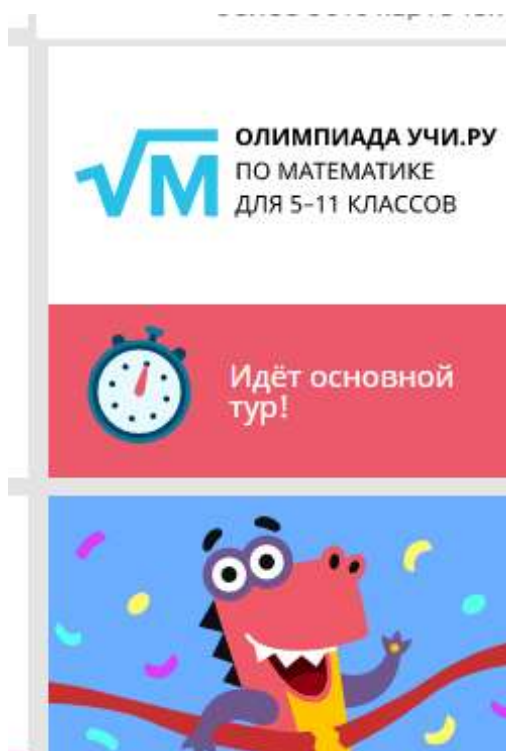 √М
ОЛИМПИАДА УЧИ.РУ
ПО МАТЕМАТИКЕ
ДЛЯ 5–11 КЛАССОВ
Идёт основной
тур!